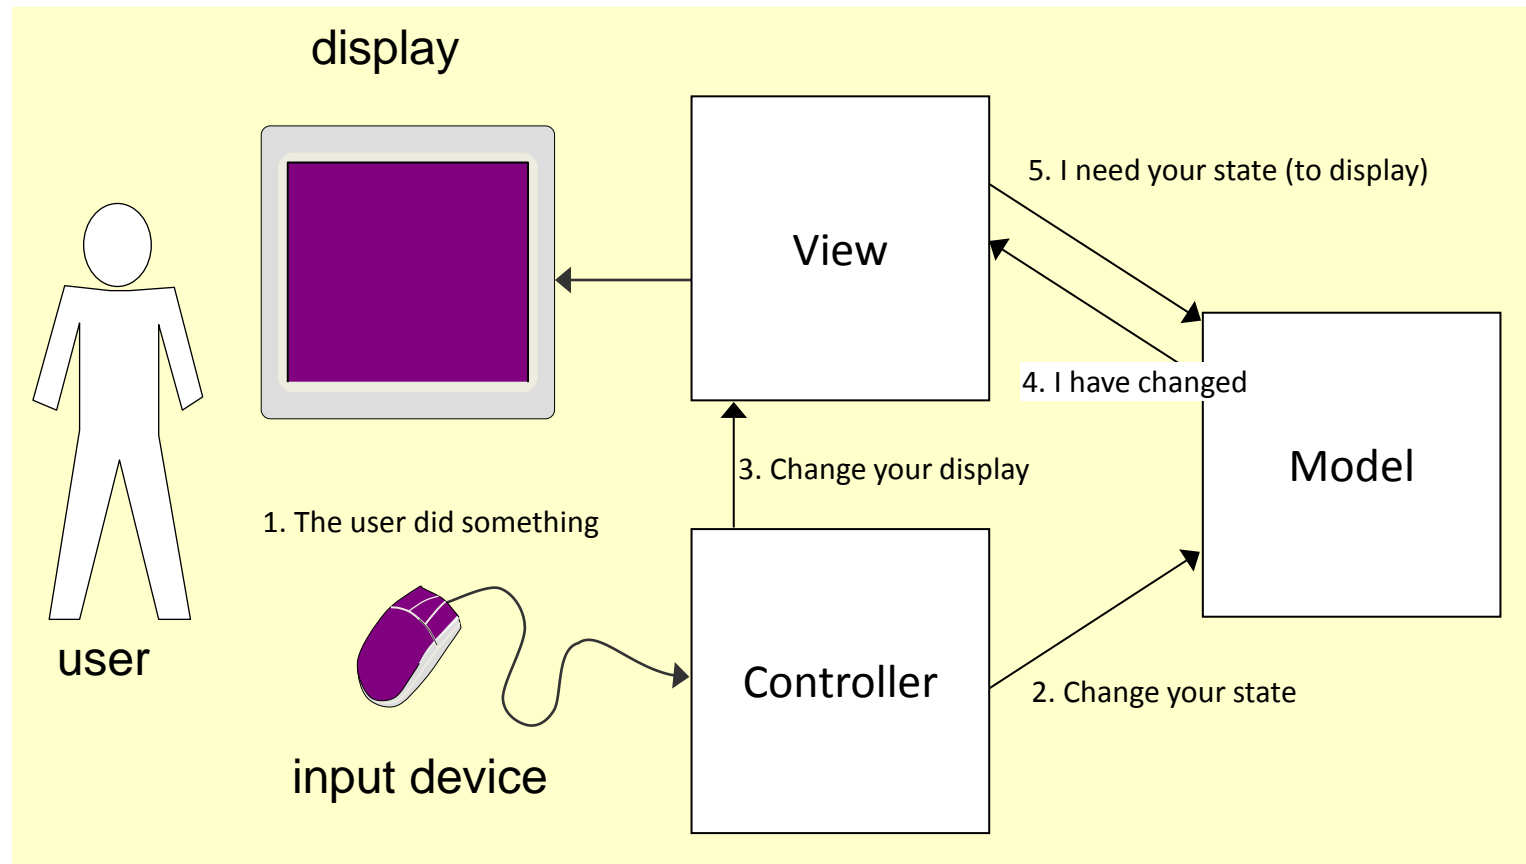 display
5. I need your state (to display)
View
4. I have changed
3. Change your display
Model
1. The user did something
user
Controller
2. Change your state
input device